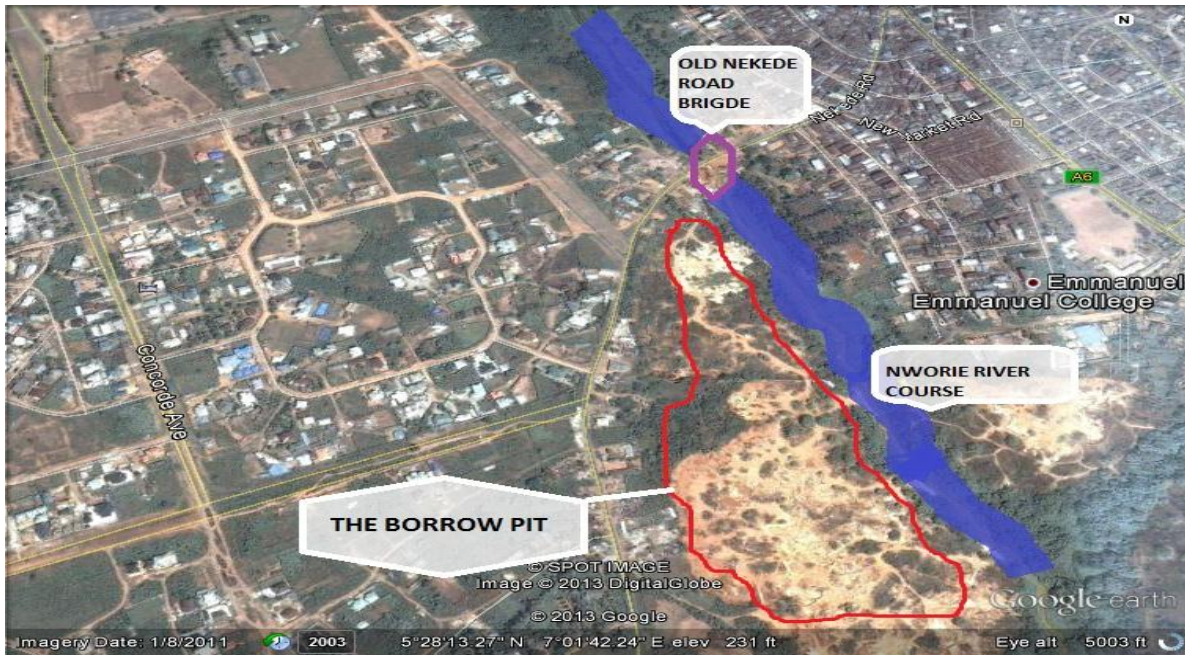 N
OLD NEKEDE
ROAD
BRIGDE
Nekede Rd
New Market Rd
A6
Emmanuel
Emmanuel College
Concorde Ave
NWORIE RIVER
COURSE
THE BORROW PIT
© SPOT IMAGE
Image © 2013 DigitalGlobe
© 2013 Google
Google earth
Imagery Date: 1/8/2011 2003 5°28'13.27" N 7°01'42.24" E elev 231 ft Eye alt 5003 ft